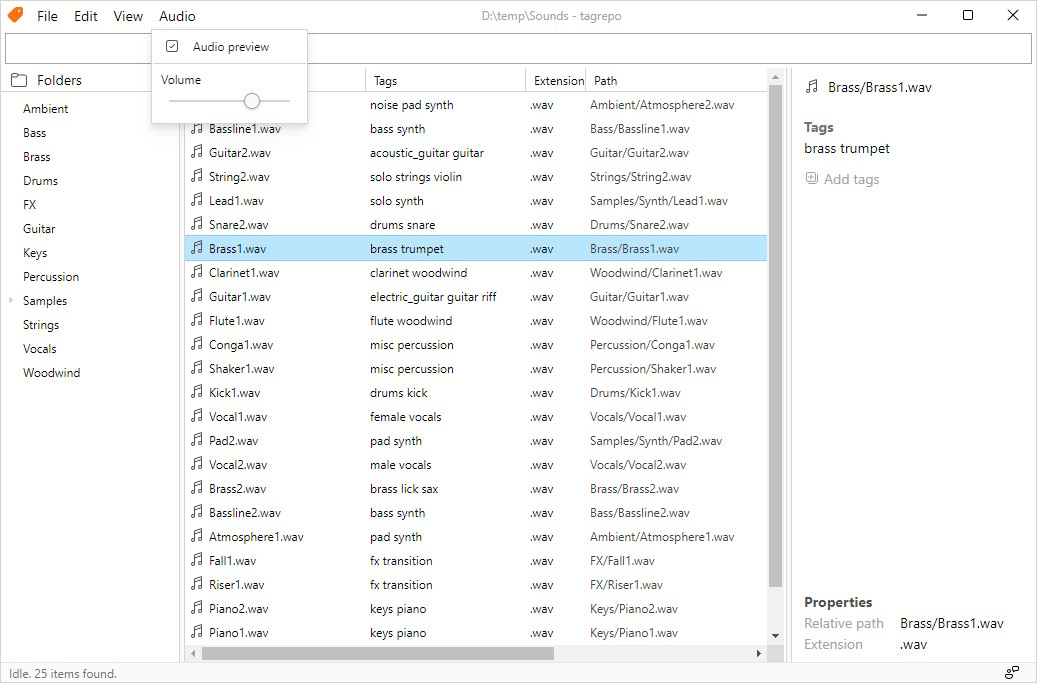 File Edit View Audio D:\temp\Sounds - tagrepo
Audio preview
Volume
Folders
Ambient
Bass
Brass
Drums
FX
Guitar
Keys
Percussion
Samples
Strings
Vocals
Woodwind
Tags Extension Path
noise pad synth .wav Ambient/Atmosphere2.wav
Bassline1.wav bass synth .wav Bass/Bassline1.wav
Guitar2.wav acoustic_guitar guitar .wav Guitar/Guitar2.wav
String2.wav solo strings violin .wav Strings/String2.wav
Lead1.wav solo synth .wav Samples/Synth/Lead1.wav
Snare2.wav drums snare .wav Drums/Snare2.wav
Brass1.wav brass trumpet .wav Brass/Brass1.wav
Clarinet1.wav clarinet woodwind .wav Woodwind/Clarinet1.wav
Guitar1.wav electric_guitar guitar riff .wav Guitar/Guitar1.wav
Flute1.wav flute woodwind .wav Woodwind/Flute1.wav
Conga1.wav misc percussion .wav Percussion/Conga1.wav
Shaker1.wav misc percussion .wav Percussion/Shaker1.wav
Kick1.wav drums kick .wav Drums/Kick1.wav
Vocal1.wav female vocals .wav Vocals/Vocal1.wav
Pad2.wav pad synth .wav Samples/Synth/Pad2.wav
Vocal2.wav male vocals .wav Vocals/Vocal2.wav
Brass2.wav brass lick sax .wav Brass/Brass2.wav
Bassline2.wav bass synth .wav Bass/Bassline2.wav
Atmosphere1.wav pad synth .wav Ambient/Atmosphere1.wav
Fall1.wav fx transition .wav FX/Fall1.wav
Riser1.wav fx transition .wav FX/Riser1.wav
Piano2.wav keys piano .wav Keys/Piano2.wav
Piano1.wav keys piano .wav Keys/Piano1.wav
Brass/Brass1.wav
Tags
brass trumpet
Add tags
Properties
Relative path Brass/Brass1.wav
Extension .wav
Idle. 25 items found.